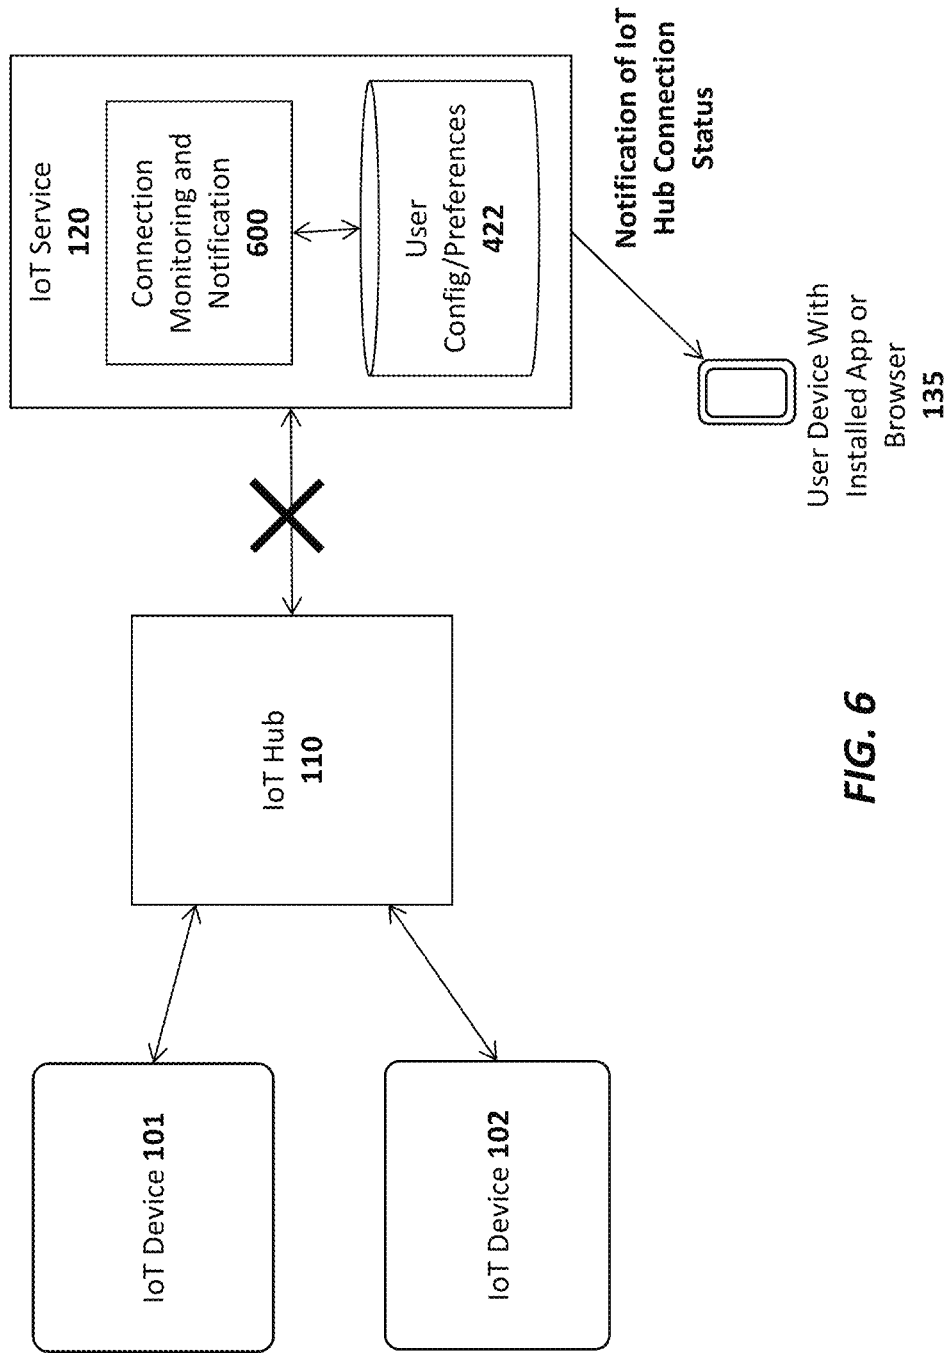 IoT Device 101
IoT Device 102
IoT Hub
110
IoT Service
120
Connection
Monitoring and
Notification
600
User
Config/Preferences
422
Notification of IoT
Hub Connection
Status
User Device With
Installed App or
Browser
135
FIG. 6